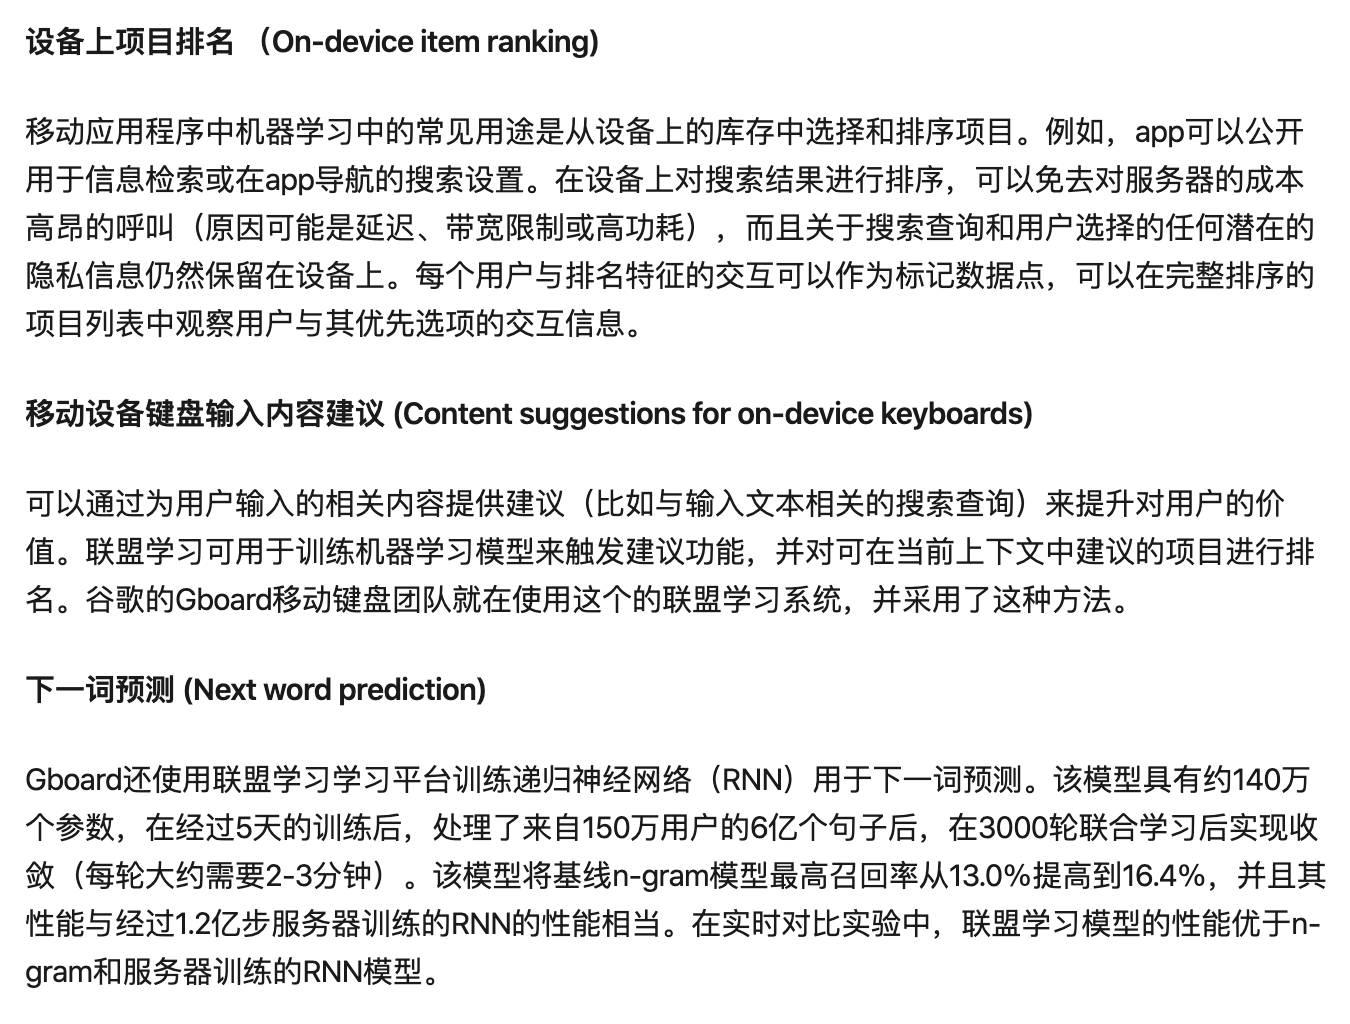 设备上项目排名 （On-device item ranking)
移动应用程序中机器学习中的常见用途是从设备上的库存中选择和排序项目。例如，app可以公开
用于信息检索或在app导航的搜索设置。在设备上对搜索结果进行排序，可以免去对服务器的成本
高昂的呼叫（原因可能是延迟、带宽限制或高功耗），而且关于搜索查询和用户选择的任何潜在的
隐私信息仍然保留在设备上。每个用户与排名特征的交互可以作为标记数据点，可以在完整排序的
项目列表中观察用户与其优先选项的交互信息。
移动设备键盘输入内容建议 (Content suggestions for on-device keyboards)
可以通过为用户输入的相关内容提供建议（比如与输入文本相关的搜索查询）来提升对用户的价
值。联盟学习可用于训练机器学习模型来触发建议功能，并对可在当前上下文中建议的项目进行排
名。谷歌的Gboard移动键盘团队就在使用这个的联盟学习系统，并采用了这种方法。
下一词预测 (Next word prediction)
Gboard还使用联盟学习学习平台训练递归神经网络（RNN）用于下一词预测。该模型具有约140万
个参数，在经过5天的训练后，处理了来自150万用户的6亿个句子后，在3000轮联合学习后实现收
敛（每轮大约需要2-3分钟）。该模型将基线n-gram模型最高召回率从13.0%提高到16.4%，并且其
性能与经过1.2亿步服务器训练的RNN的性能相当。在实时对比实验中，联盟学习模型的性能优于n-
gram和服务器训练的RNN模型。